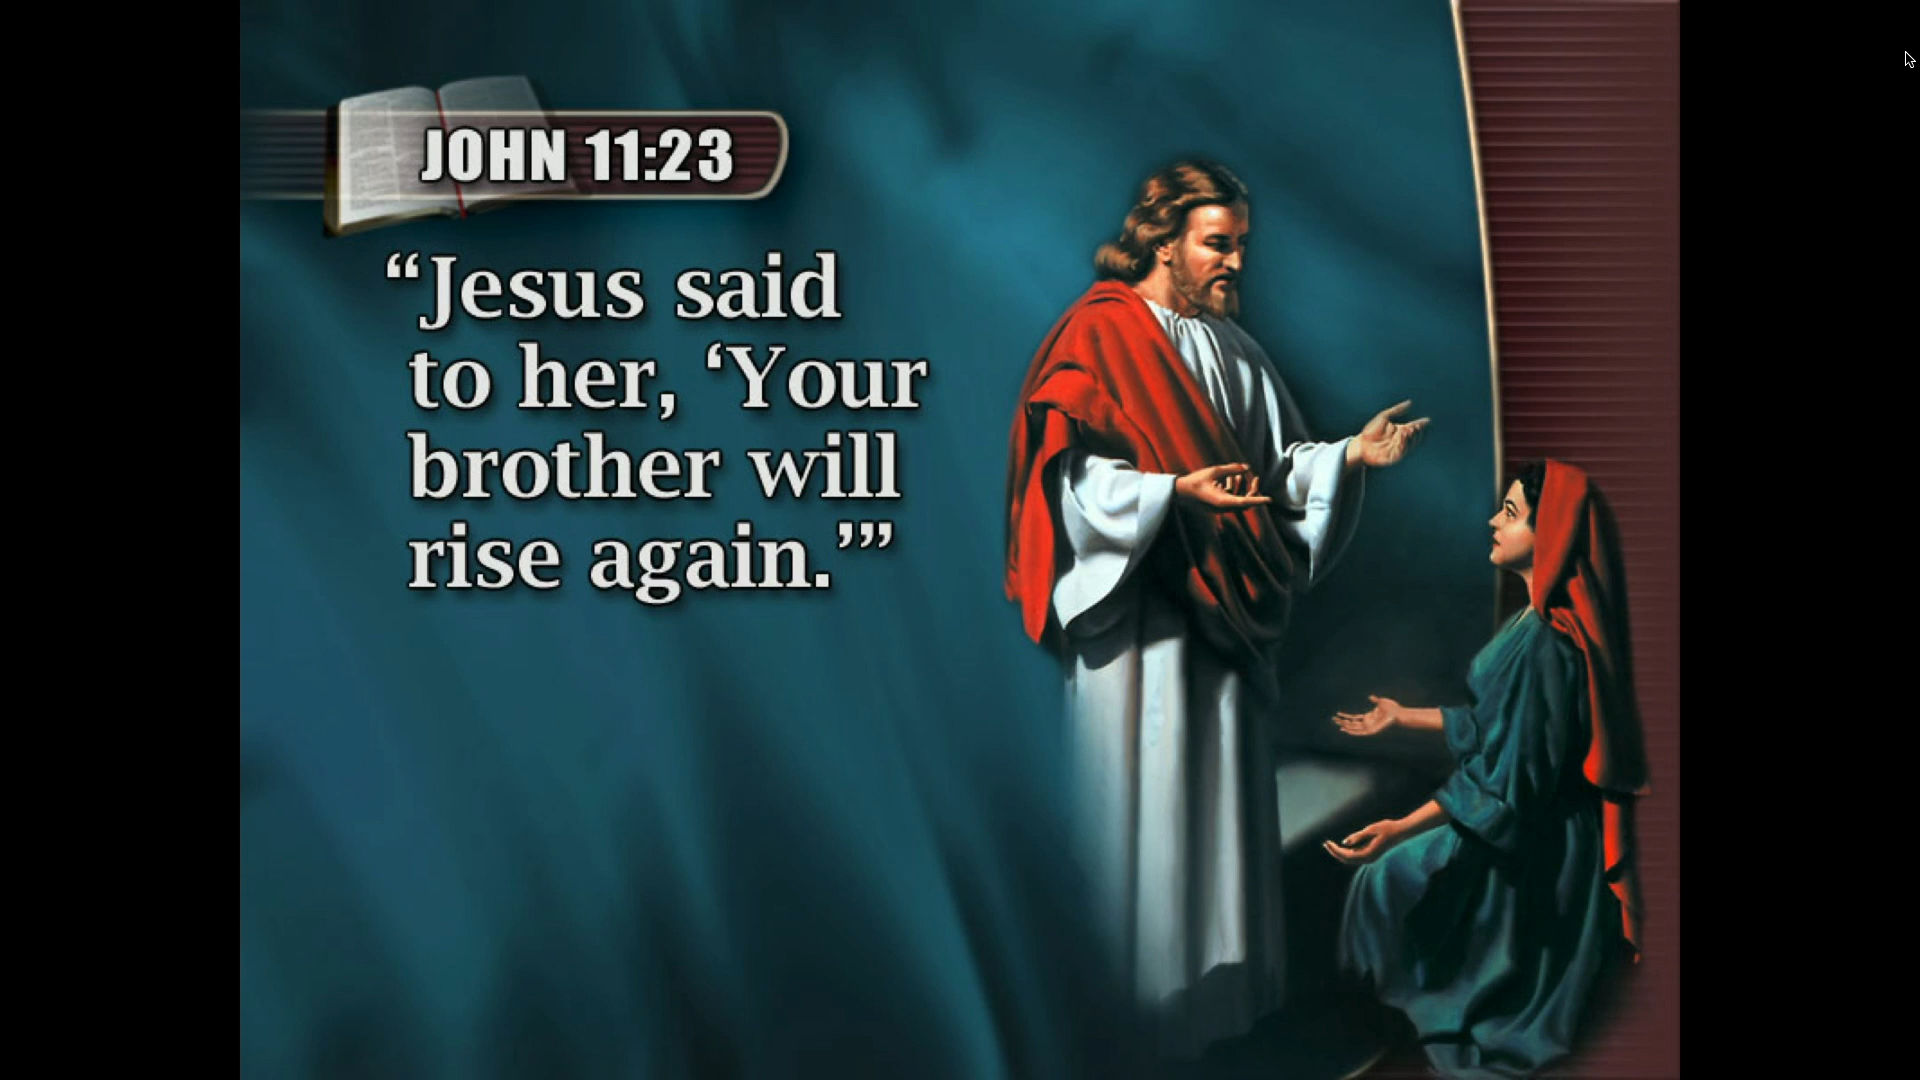 JOHN 11:23
“Jesus said
to her, ‘Your
brother will
rise again.’”